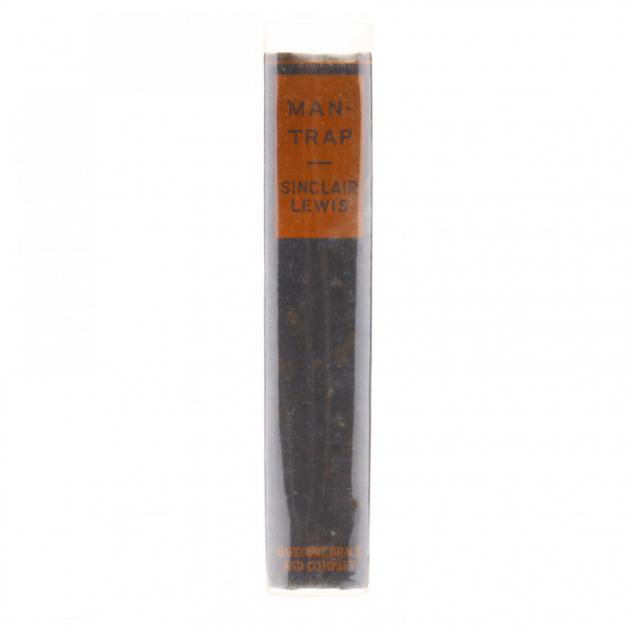 MAN-
TRAP
—
SINCLAIR
LEWIS
HARCOURT, BRACE
AND COMPANY